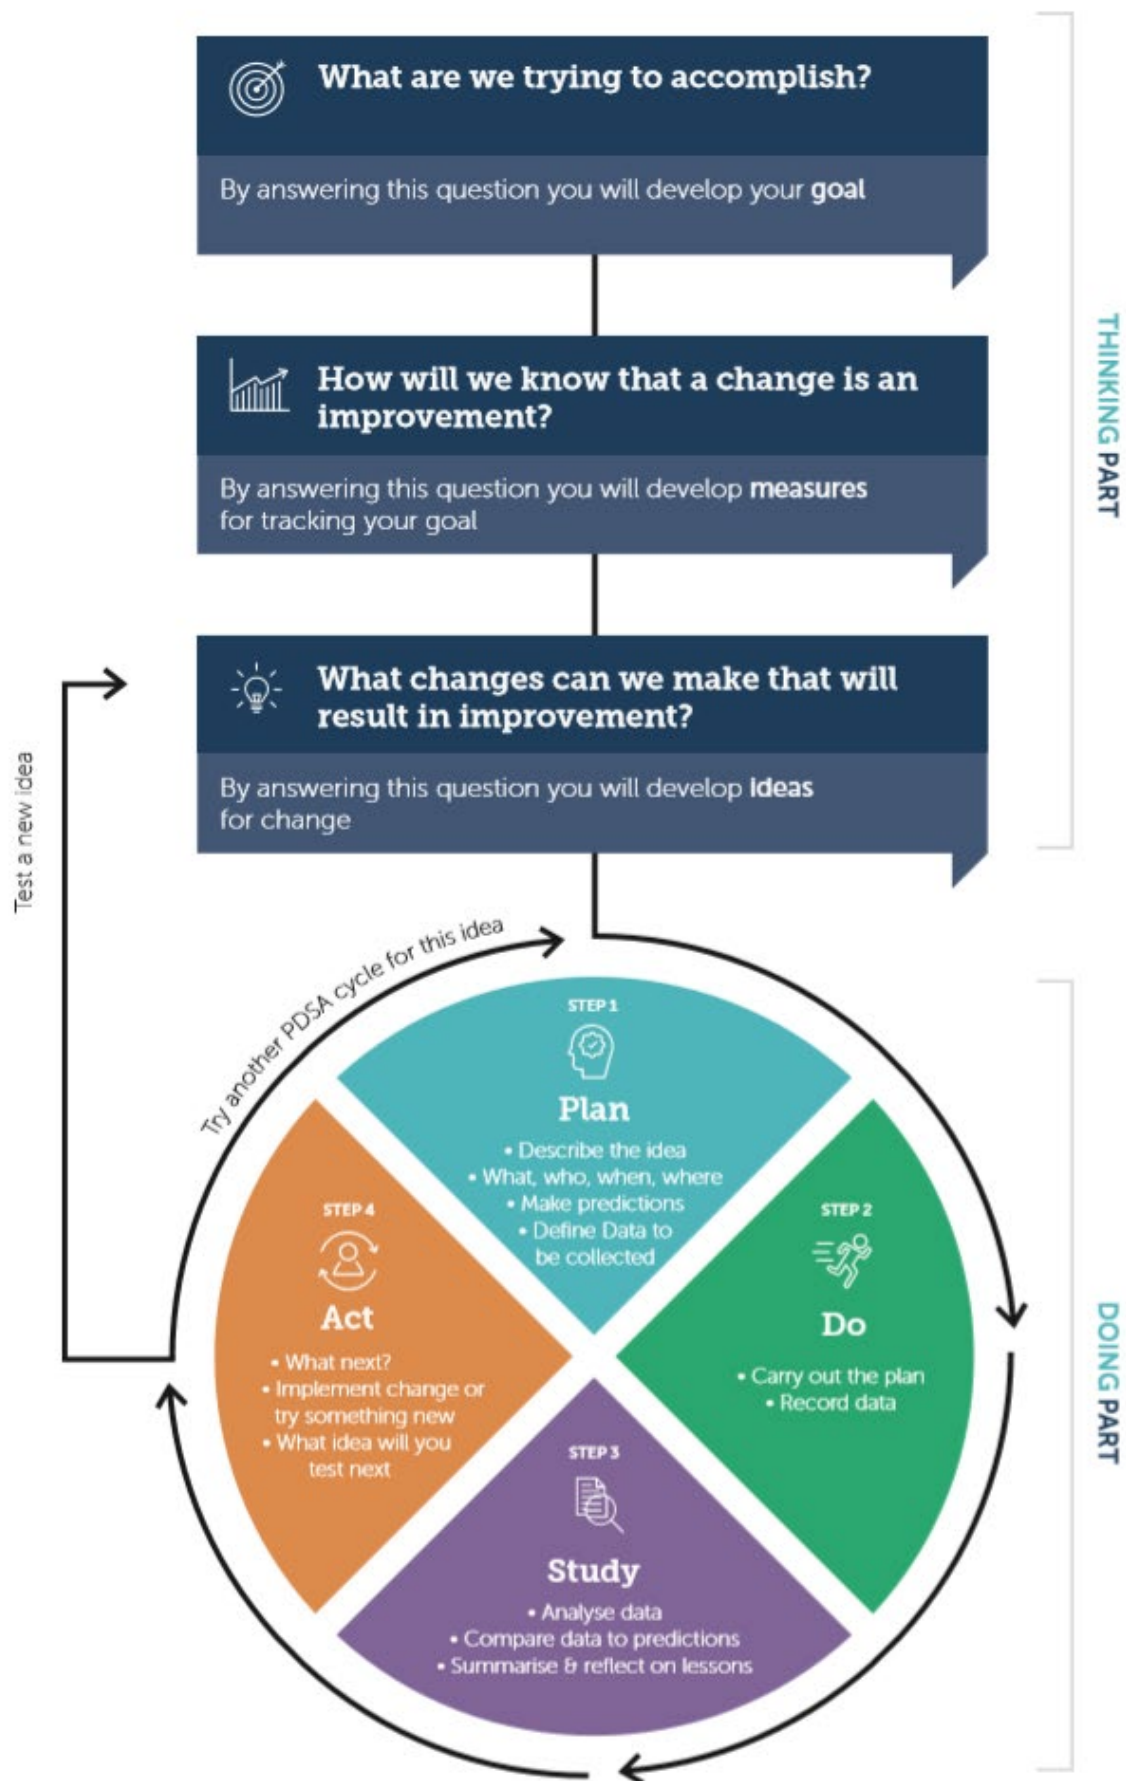 What are we trying to accomplish?
By answering this question you will develop your goal
How will we know that a change is an
improvement?
By answering this question you will develop measures
for tracking your goal
What changes can we make that will
result in improvement?
By answering this question you will develop ideas
for change
THINKING PART
Test a new idea
Try another PDSA cycle for this idea
STEP 1
Plan
• Describe the idea
• What, who, when, where
• Make predictions
• Define Data to
be collected
STEP 2
Do
• Carry out the plan
• Record data
STEP 3
Study
• Analyse data
• Compare data to predictions
• Summarise & reflect on lessons
STEP 4
Act
• What next?
• Implement change or
try something new
• What idea will you
test next
DOING PART